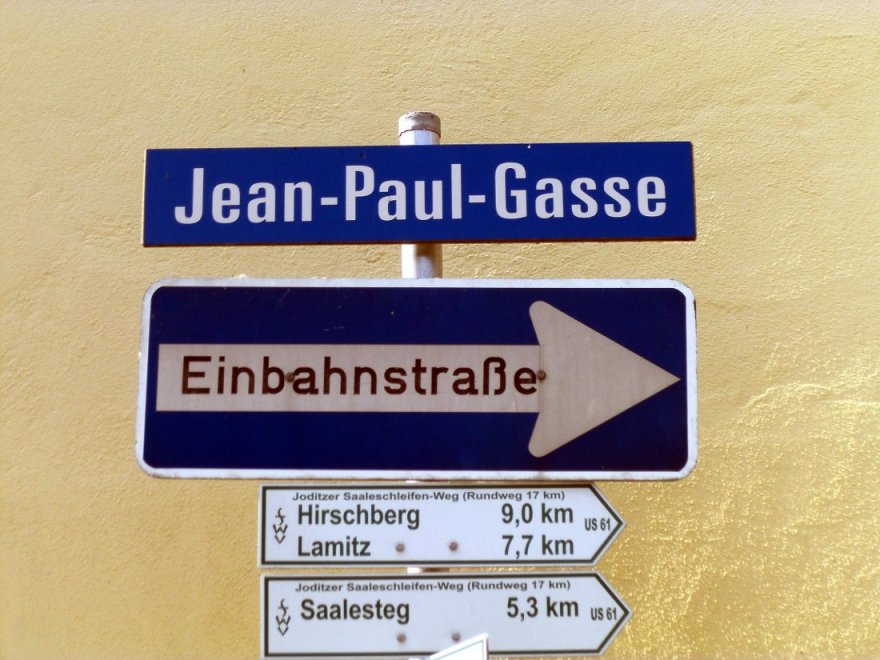 Jean-Paul-Gasse
Einbahnstraße
Joditzer Saaleschleifen-Weg (Rundweg 17 km)
Hirschberg 9,0 km
US 61
Lamitz 7,7 km
Joditzer Saaleschleifen-Weg (Rundweg 17 km)
Saalesteg 5,3 km US 61